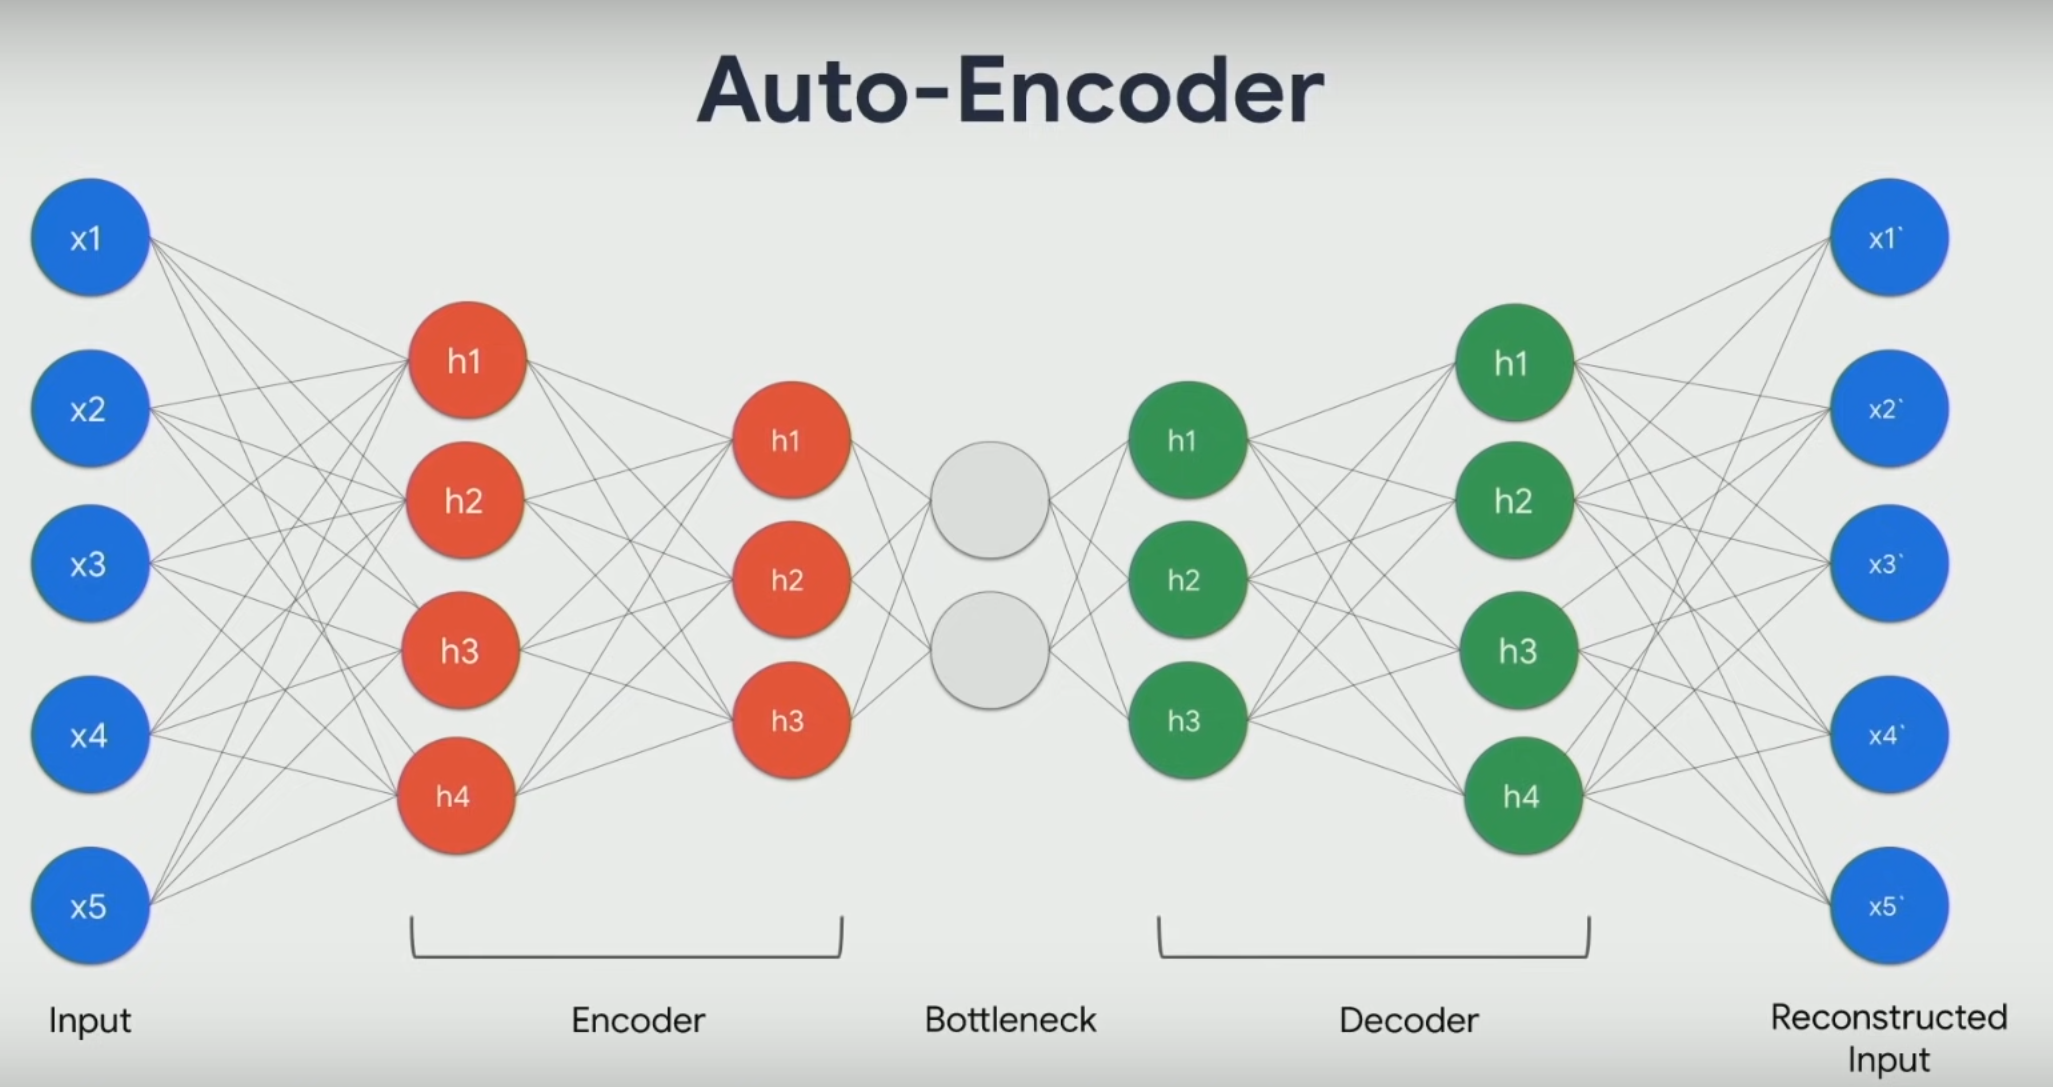 Auto-Encoder
x1
x2
x3
x4
x5
h1
h2
h3
h4
h1
h2
h3
h1
h2
h3
h1
h2
h3
h4
x1`
x2`
x3`
x4`
x5`
Input
Encoder
Bottleneck
Decoder
Reconstructed
Input